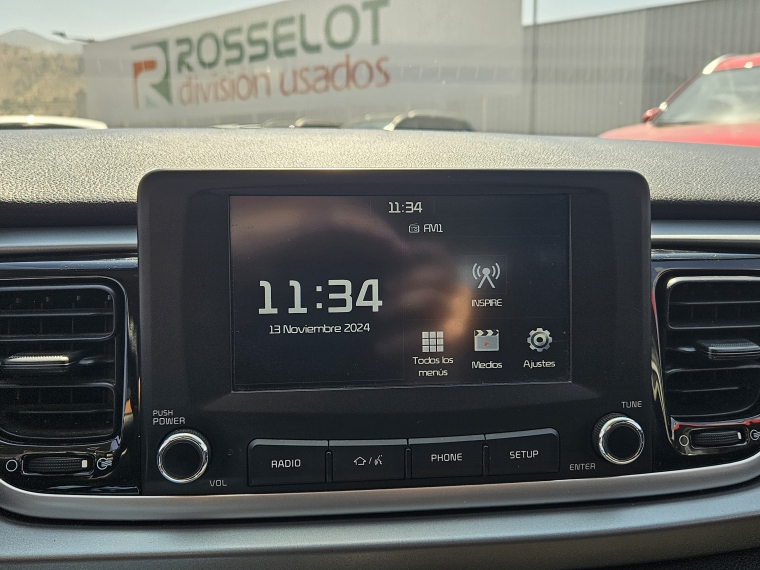 ROSSELOT
división usados
11:34
FM1
11:34
13 Noviembre 2024
INSPIRE
Todos los
menús
Medios
Ajustes
PUSH
POWER
VOL
RADIO
PHONE
SETUP
TUNE
ENTER